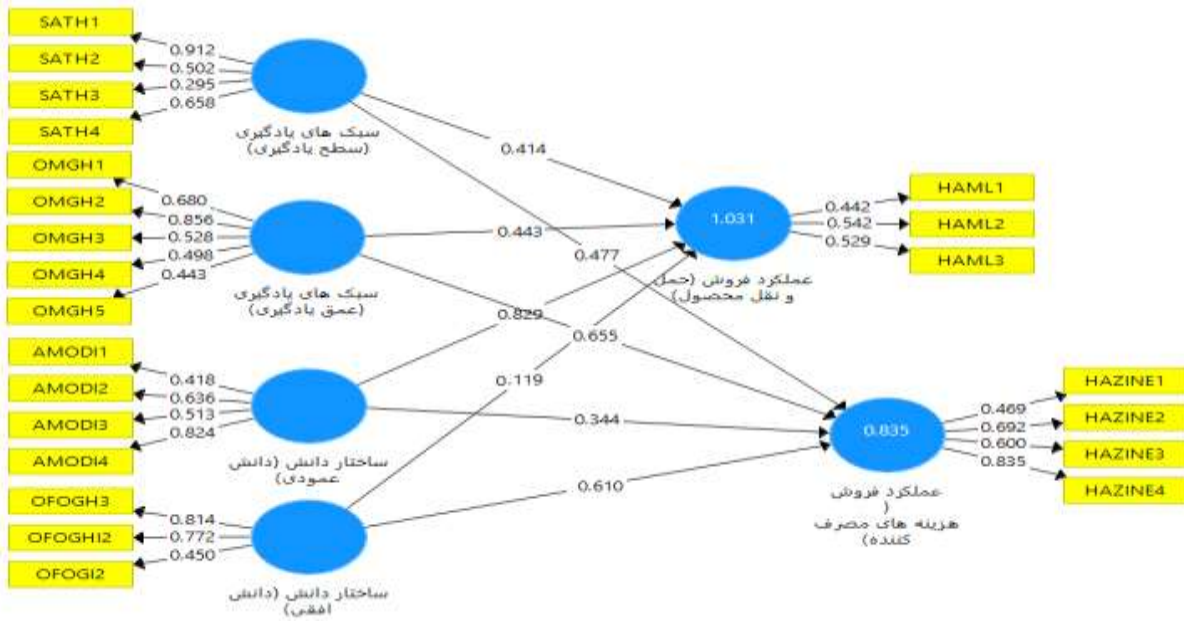 SATH1
SATH2
SATH3
SATH4
0.912
0.502
0.295
0.658
سبک های یادگیری
(سطح یادگیری)
OMGH1
OMGH2
OMGH3
OMGH4
OMGH5
0.680
0.856
0.528
0.498
0.443
سبک های یادگیری
(عمق یادگیری)
AMODI1
AMODI2
AMODI3
AMODI4
0.418
0.636
0.513
0.824
ساختار دانش (دانش
عمودی)
OFOGH3
OFOGHI2
OFOGI2
0.814
0.772
0.450
ساختار دانش (دانش
افقی)
0.414
0.443
0.477
0.829
0.655
0.119
0.344
0.610
1.031
عملکرد فروش (حمل
و نقل محصول)
0.442
0.542
0.529
HAML1
HAML2
HAML3
0.835
عملکرد فروش
(
هزینه های مصرف
کننده)
0.469
0.692
0.600
0.835
HAZINE1
HAZINE2
HAZINE3
HAZINE4